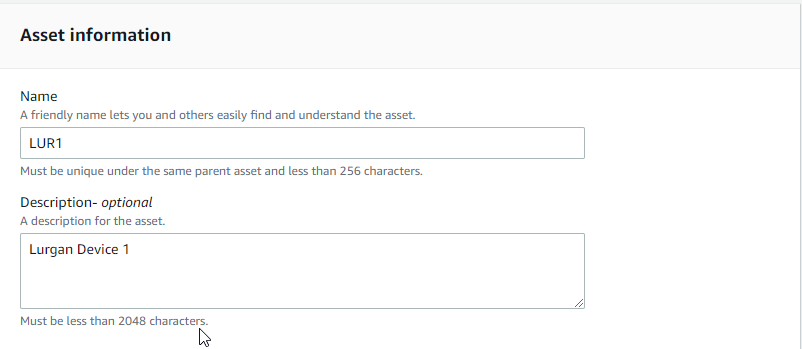 Asset information
Name
A friendly name lets you and others easily find and understand the asset.
LUR1
Must be unique under the same parent asset and less than 256 characters.
Description- optional
A description for the asset.
Lurgan Device 1
Must be less than 2048 characters.